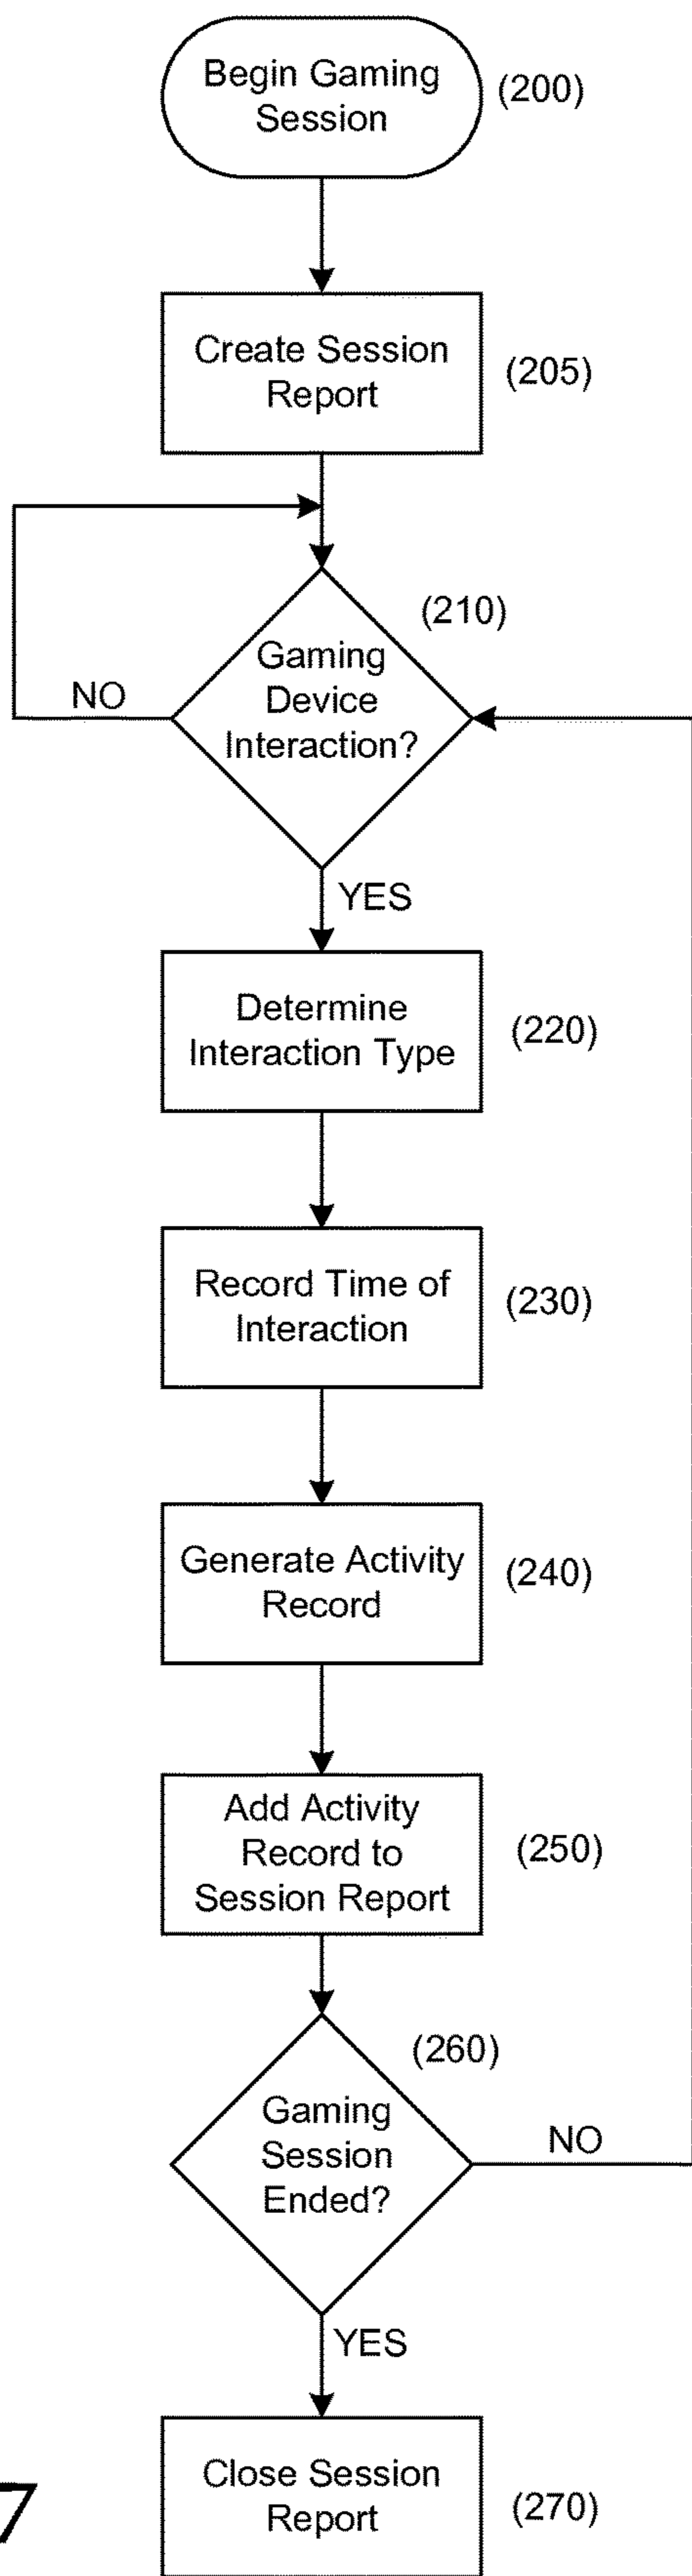 Begin Gaming
Session
(200)
Create Session
Report
(205)
(210)
Gaming
Device
Interaction?
NO
YES
Determine
Interaction Type
(220)
Record Time of
Interaction
(230)
Generate Activity
Record
(240)
Add Activity
Record to
Session Report
(250)
(260)
Gaming
Session
Ended?
NO
YES
Close Session
Report
(270)
7